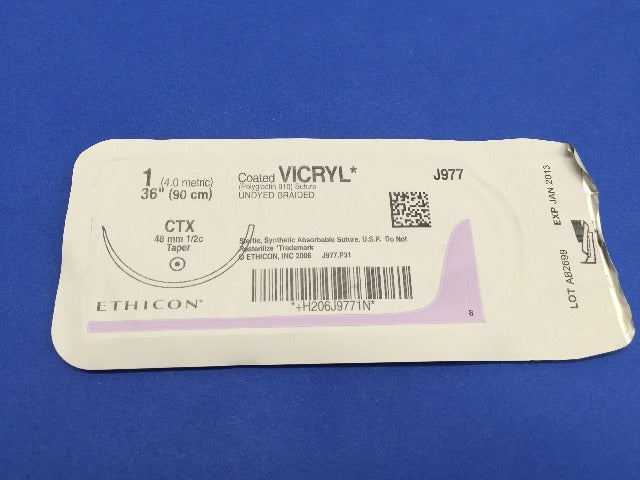 1 (4.0 metric)
36" (90 cm)
CTX
48 mm 1/2c
Taper
ETHICON*
Coated VICRYL*
(Polyglactin 910) Suture
UNDYED BRAIDED
J977
Sterile, Synthetic Absorbable Suture, U.S.P. Do Not
Resterilize *Trademark
© ETHICON, INC 2006 J977.P31
*+H206J9771N*
8
LOT AB2699
EXP JAN 2013